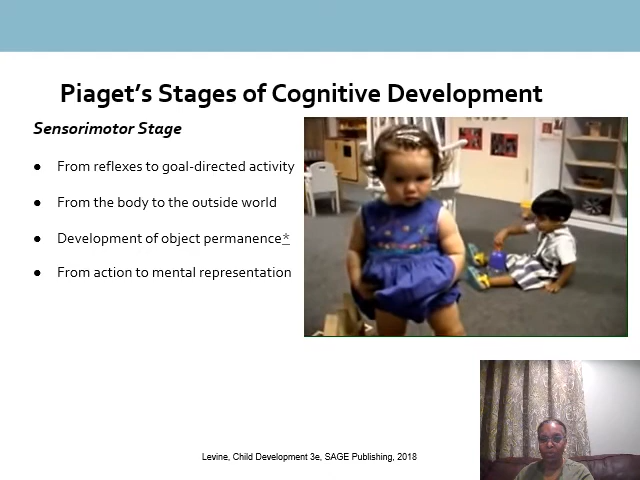 Piaget's Stages of Cognitive Development
Sensorimotor Stage
● From reflexes to goal-directed activity
● From the body to the outside world
● Development of object permanence*
● From action to mental representation
Levine, Child Development 3e, SAGE Publishing, 2018